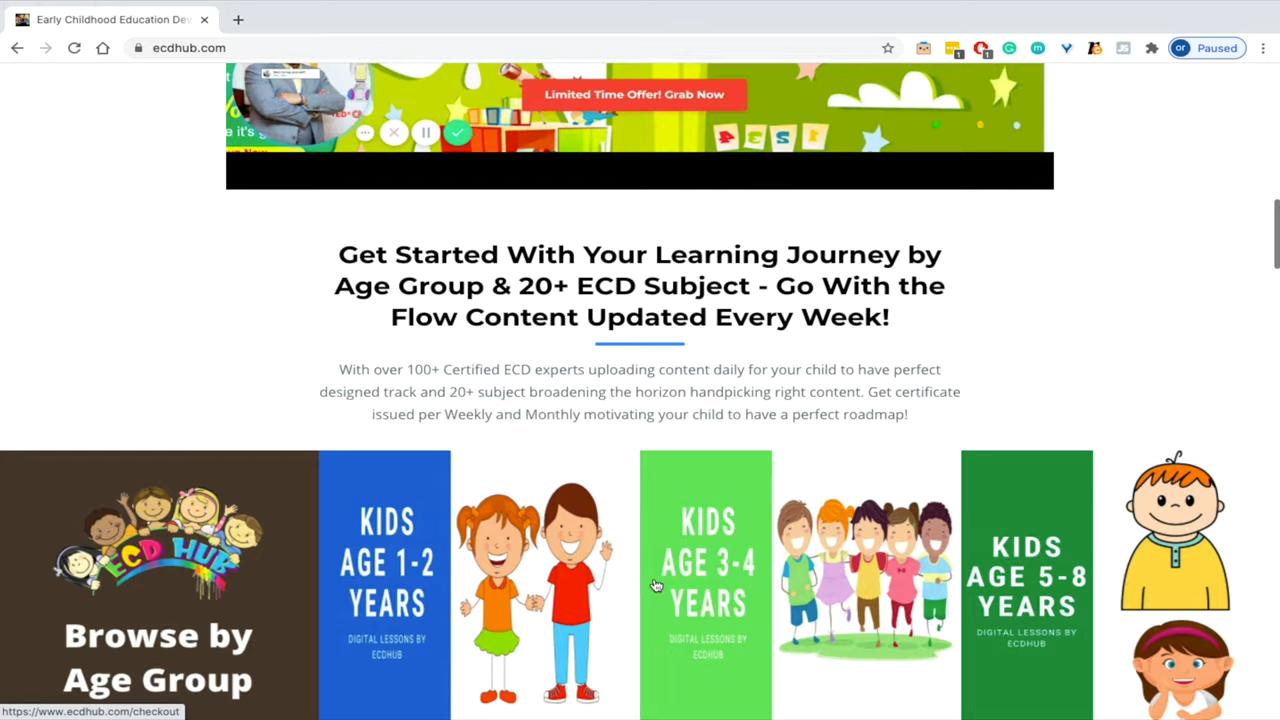 Early Childhood Education Dev
ecdhub.com
1
1
or
Paused
Limited Time Offer! Grab Now
PEST
Get Started With Your Learning Journey by
Age Group & 20+ ECD Subject - Go With the
Flow Content Updated Every Week!
With over 100+ Certified ECD experts uploading content daily for your child to have perfect
designed track and 20+ subject broadening the horizon handpicking right content. Get certificate
issued per Weekly and Monthly motivating your child to have a perfect roadmap!
ECD HUB
Browse by
Age Group
KIDS
AGE 1-2
YEARS
DIGITAL LESSONS BY
ECDHUB
KIDS
AGE 3-4
YEARS
DIGITAL LESSONS BY
ECDHUB
KIDS
AGE 5-8
YEARS
DIGITAL LESSONS BY
ECDHUB
https://www.ecdhub.com/checkout